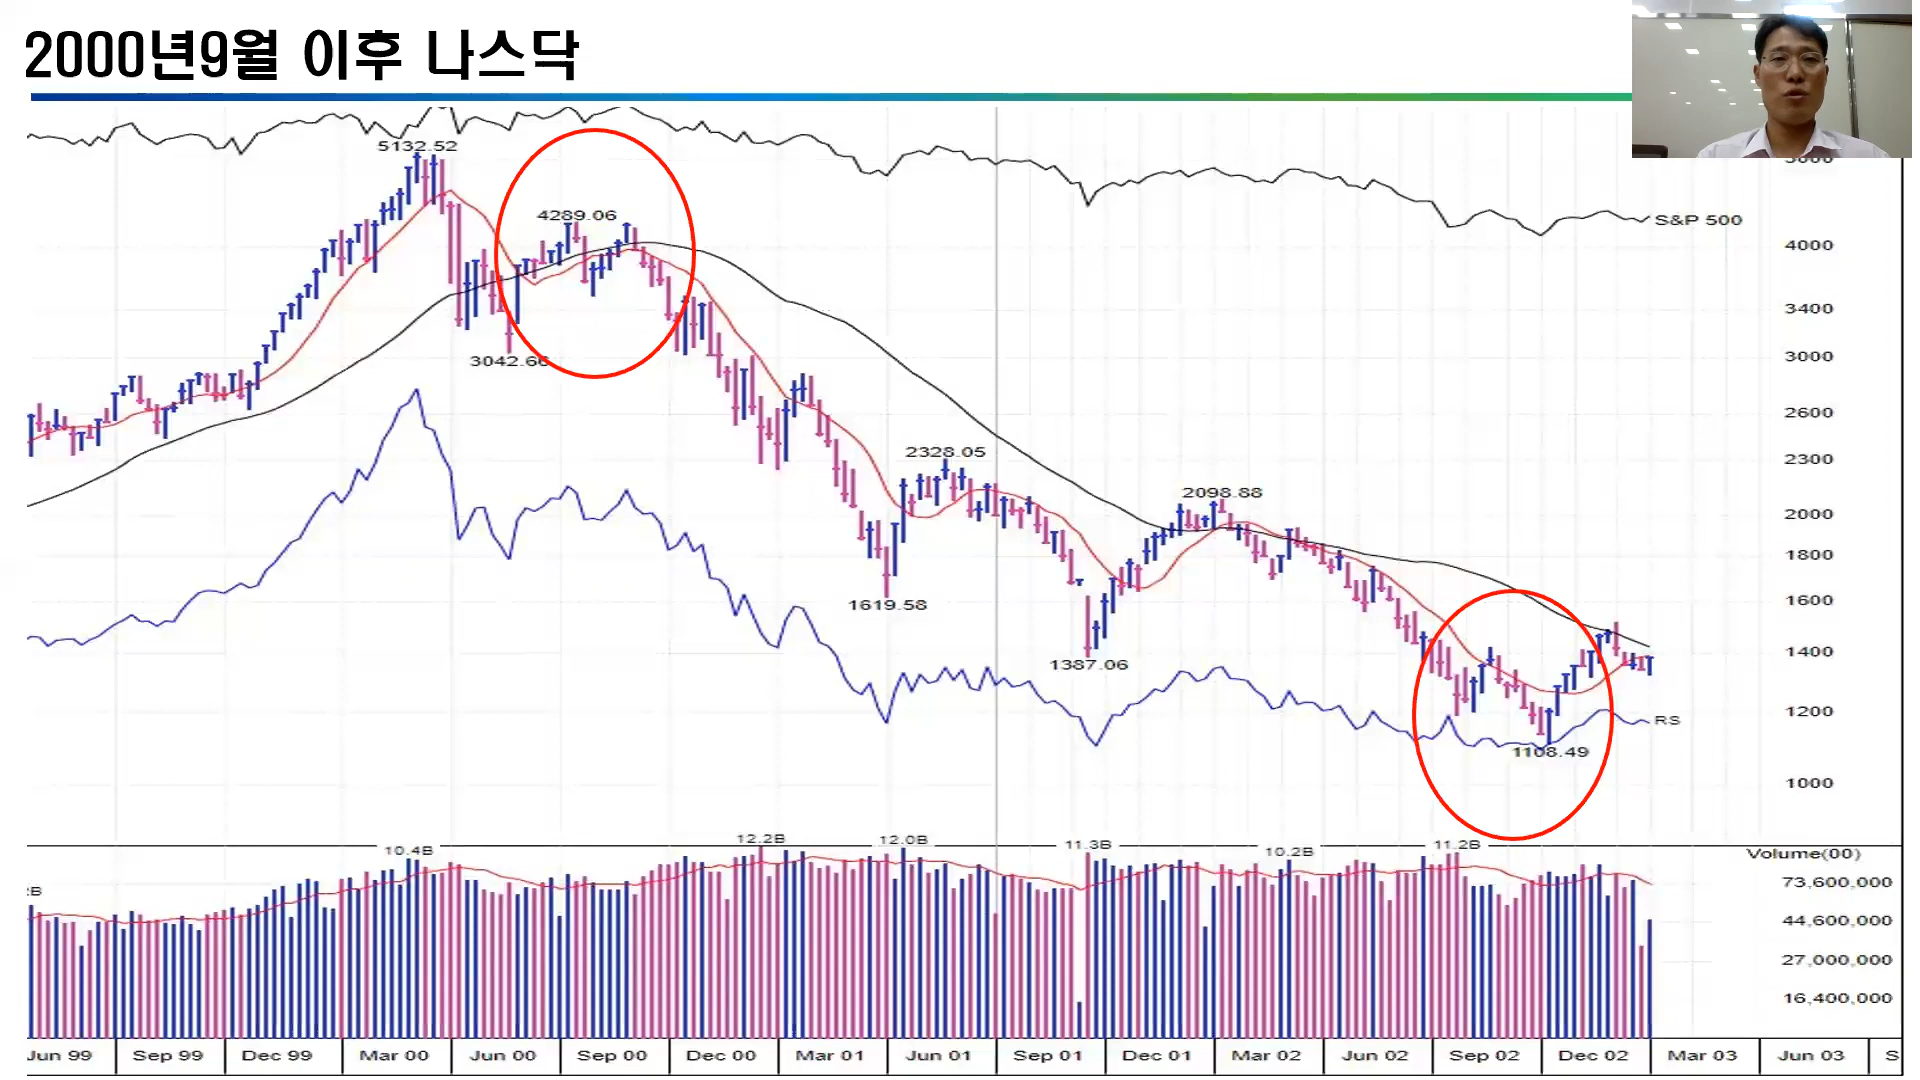 2000년9월 이후 나스닥
5132.52
4289.06
3042.66
S&P 500
4000
3400
3000
2600
2328.05
2300
2098.88
2000
1800
1619.58
1600
1387.06
1400
1200
RS
1108.49
1000
10.4B
12.2B
12.0B
11.3B
10.2B
11.2B
Volume(00)
73,600,000
44,600,000
27,000,000
16,400,000
Jun 99 Sep 99 Dec 99 Mar 00 Jun 00 Sep 00 Dec 00 Mar 01 Jun 01 Sep 01 Dec 01 Mar 02 Jun 02 Sep 02 Dec 02 Mar 03 Jun 03 S